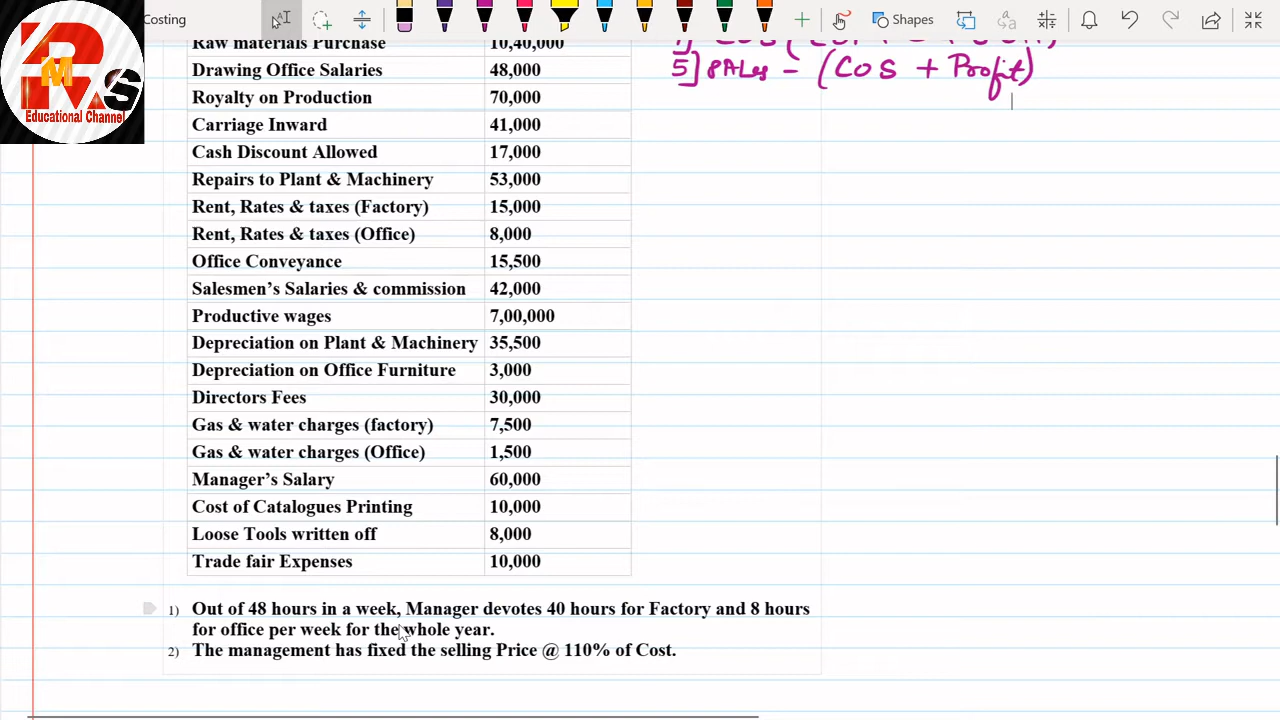 Costing
Shapes
RMS
Educational Channel
Raw materials Purchase 10,40,000
5] SALes - (CoS + Profit)
Drawing Office Salaries 48,000
Royalty on Production 70,000
Carriage Inward 41,000
Cash Discount Allowed 17,000
Repairs to Plant & Machinery 53,000
Rent, Rates & taxes (Factory) 15,000
Rent, Rates & taxes (Office) 8,000
Office Conveyance 15,500
Salesmen’s Salaries & commission 42,000
Productive wages 7,00,000
Depreciation on Plant & Machinery 35,500
Depreciation on Office Furniture 3,000
Directors Fees 30,000
Gas & water charges (factory) 7,500
Gas & water charges (Office) 1,500
Manager’s Salary 60,000
Cost of Catalogues Printing 10,000
Loose Tools written off 8,000
Trade fair Expenses 10,000
1) Out of 48 hours in a week, Manager devotes 40 hours for Factory and 8 hours
for office per week for the whole year.
2) The management has fixed the selling Price @ 110% of Cost.